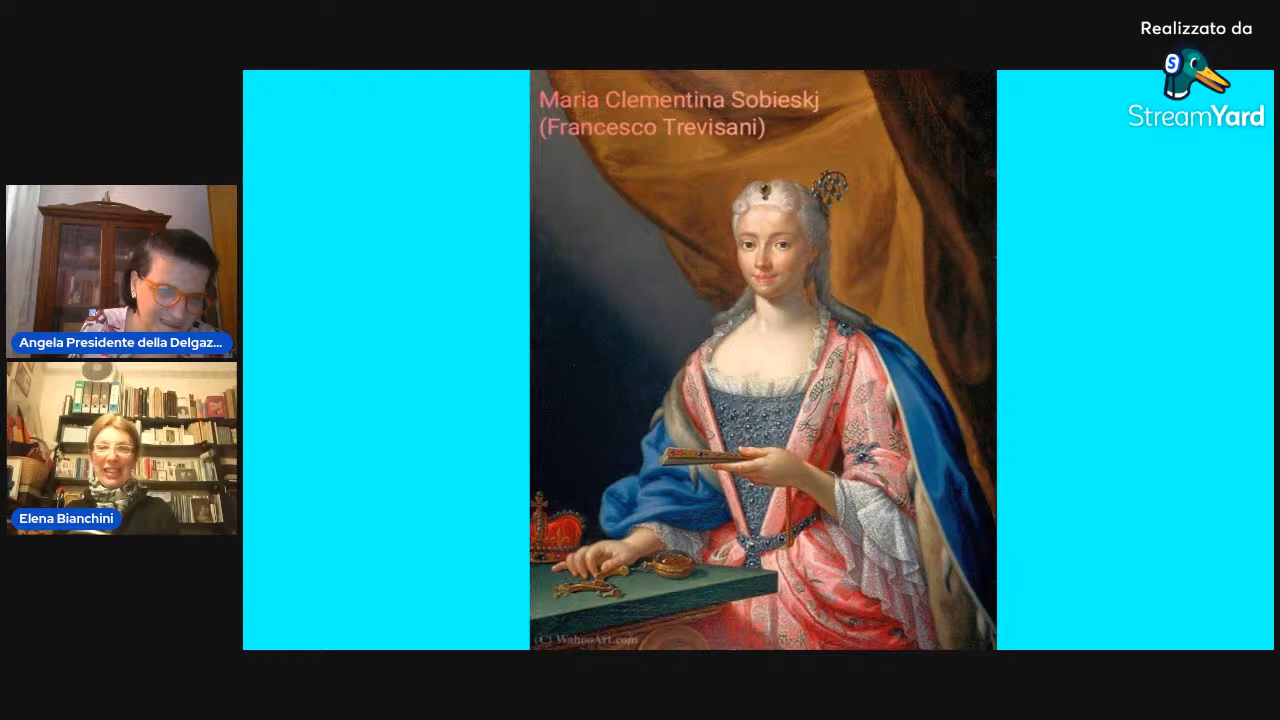 Realizzato da
StreamYard
Maria Clementina Sobieskj
(Francesco Trevisani)
Angela Presidente della Delgaz...
Elena Bianchini
(C) WahooArt.com